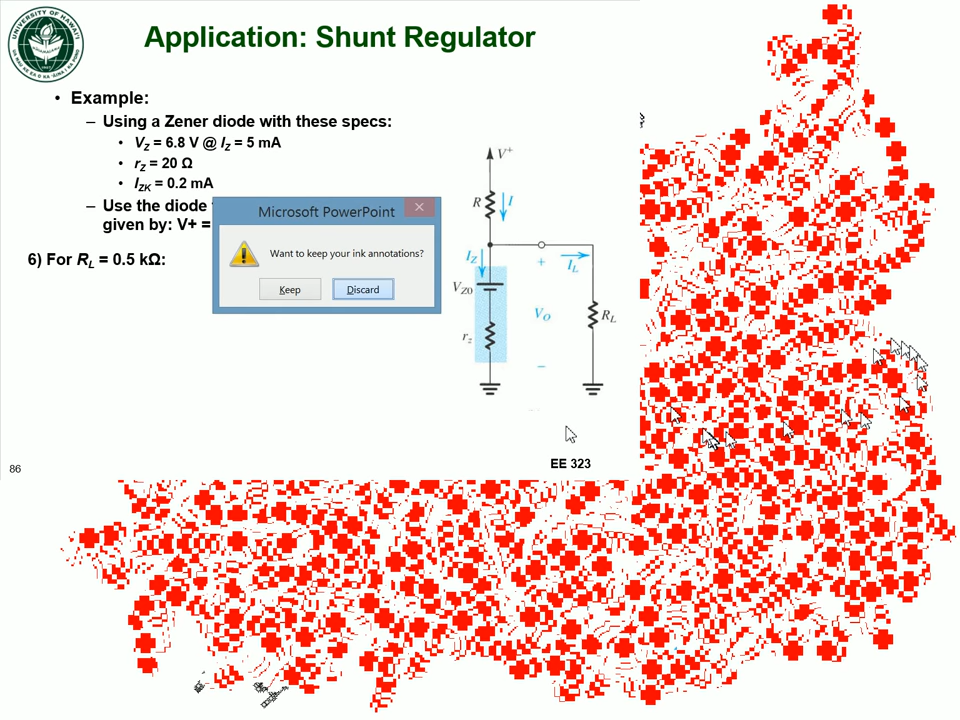 Application: Shunt Regulator
• Example:
– Using a Zener diode with these specs:
• VZ = 6.8 V @ IZ = 5 mA
• rZ = 20 Ω
• IZK = 0.2 mA
– Use the diode
given by: V+ =
6) For RL = 0.5 kΩ:
Microsoft PowerPoint
Want to keep your ink annotations?
Keep
Discard
V+
R
I
IZ
+
IL
VZ0
VO
RL
rz
–
86
EE 323